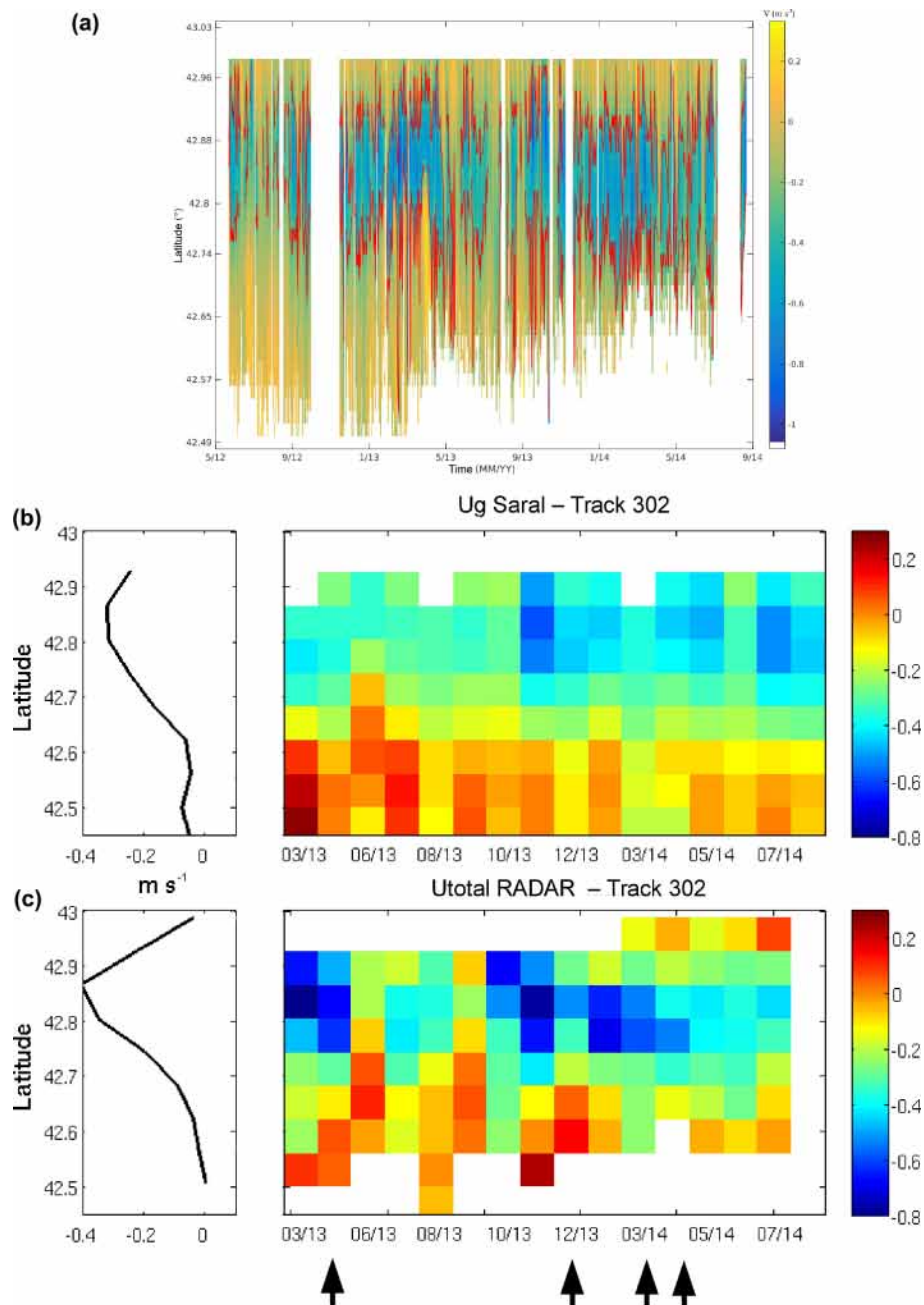 (a)
V (m s⁻¹)
43.03
42.96
42.88
42.8
42.74
42.65
42.57
42.49
Latitude (°)
5/12 9/12 1/13 5/13 9/13 1/14 5/14 9/14
Time (MM/YY)
0.2
0
-0.2
-0.4
-0.6
-0.8
-1
(b)
Ug Saral – Track 302
43
42.9
42.8
42.7
42.6
42.5
Latitude
-0.4 -0.2 0
m s⁻¹
03/13 06/13 08/13 10/13 12/13 03/14 05/14 07/14
0.2
0
-0.2
-0.4
-0.6
-0.8
(c)
Utotal RADAR – Track 302
43
42.9
42.8
42.7
42.6
42.5
Latitude
-0.4 -0.2 0
03/13 06/13 08/13 10/13 12/13 03/14 05/14 07/14
0.2
0
-0.2
-0.4
-0.6
-0.8